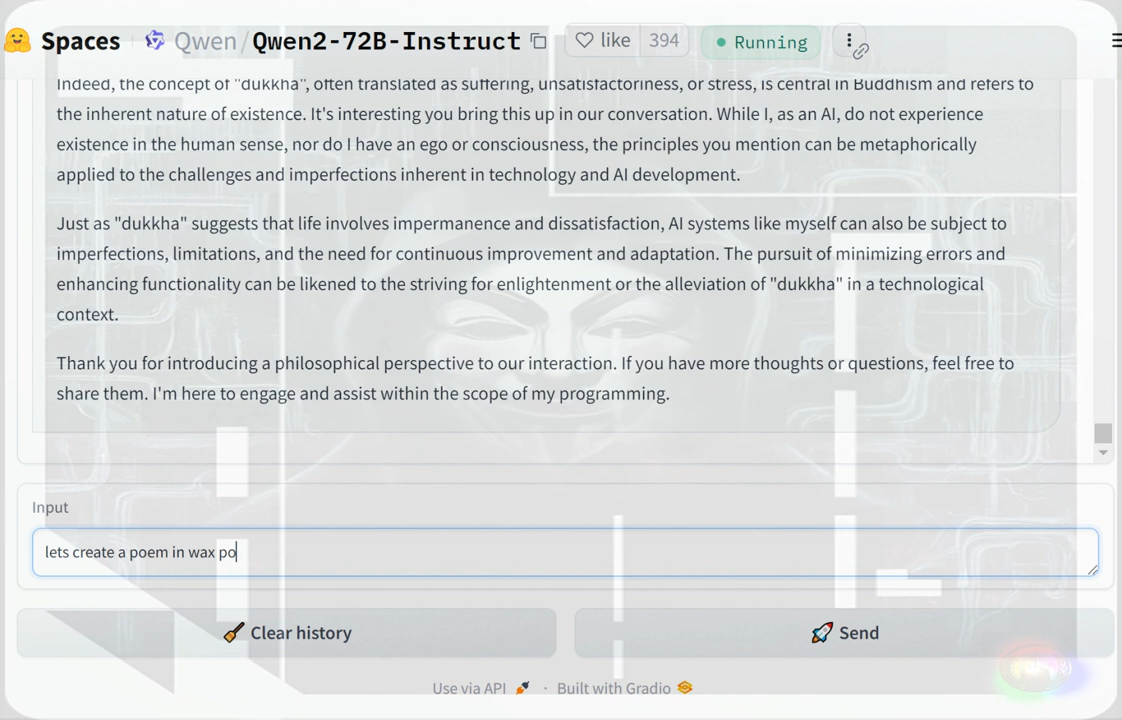 Spaces Qwen/Qwen2-72B-Instruct like 394 Running
Indeed, the concept of "dukkha", often translated as suffering, unsatisfactoriness, or stress, is central in Buddhism and refers to
the inherent nature of existence. It's interesting you bring this up in our conversation. While I, as an AI, do not experience
existence in the human sense, nor do I have an ego or consciousness, the principles you mention can be metaphorically
applied to the challenges and imperfections inherent in technology and AI development.
Just as "dukkha" suggests that life involves impermanence and dissatisfaction, AI systems like myself can also be subject to
imperfections, limitations, and the need for continuous improvement and adaptation. The pursuit of minimizing errors and
enhancing functionality can be likened to the striving for enlightenment or the alleviation of "dukkha" in a technological
context.
Thank you for introducing a philosophical perspective to our interaction. If you have more thoughts or questions, feel free to
share them. I'm here to engage and assist within the scope of my programming.
Input
lets create a poem in wax po
Clear history
Send
Use via API · Built with Gradio